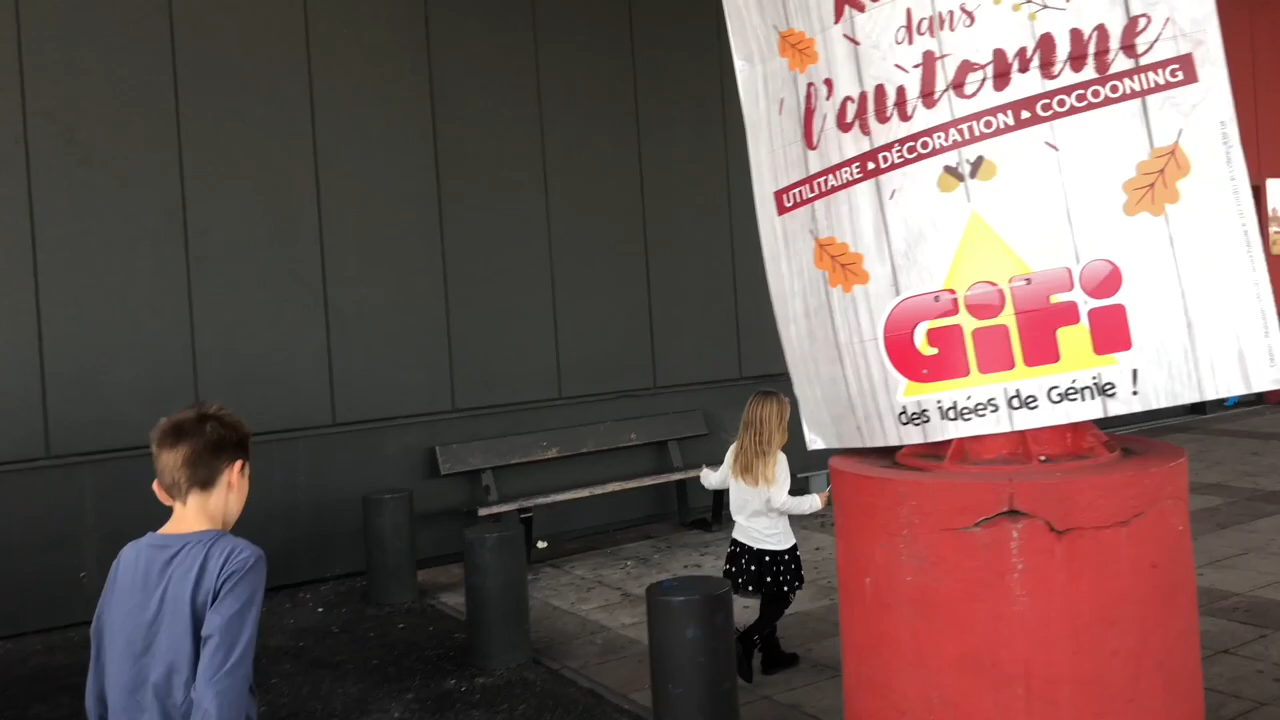 dans
l'automne
UTILITAIRE DÉCORATION COCOONING
GiFi
des idées de Génie !